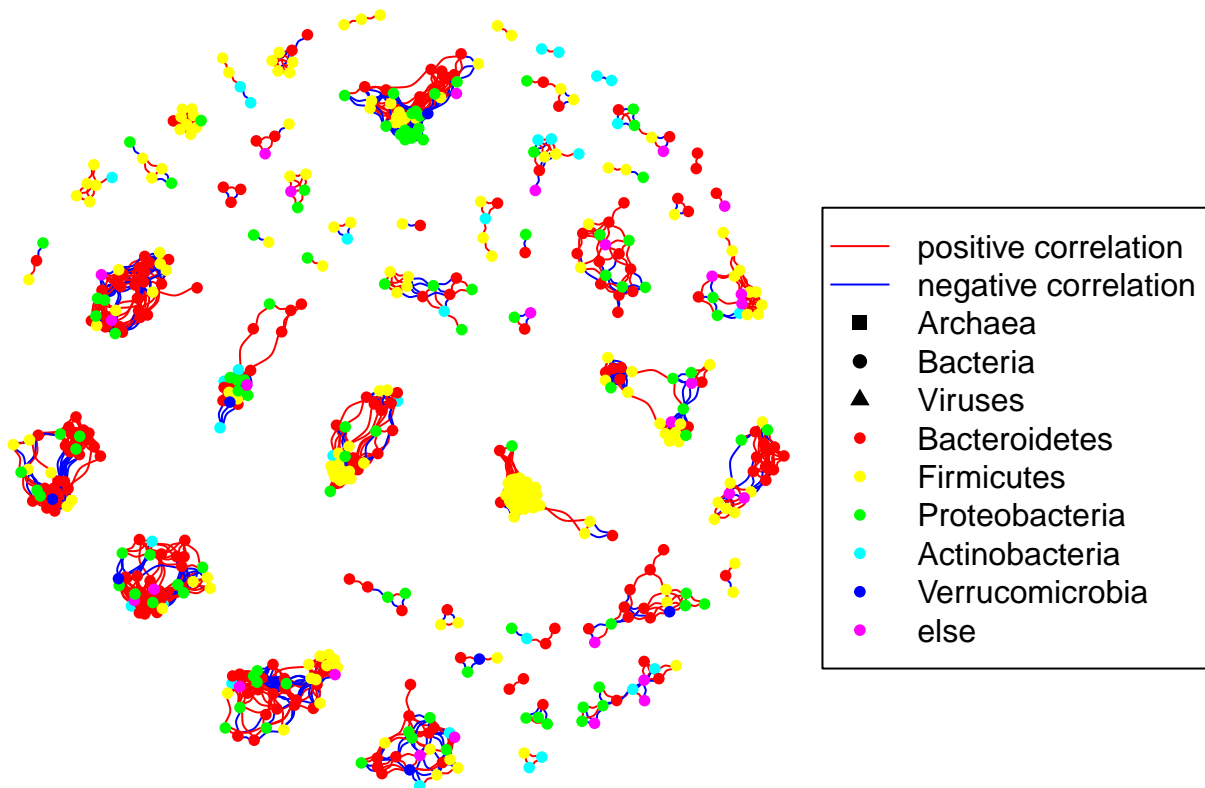 positive correlation
negative correlation
Archaea
Bacteria
Viruses
Bacteroidetes
Firmicutes
Proteobacteria
Actinobacteria
Verrucomicrobia
else